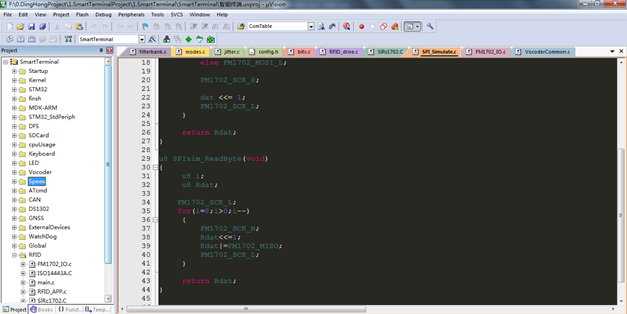 F:\0.DingHongProject\1.SmartTerminal\Project\1.SmartTerminal\SmartTerminal\智能终端.uvproj - µVision
File Edit View Project Flash Debug Peripherals Tools SVCS Window Help
ComTable
SmartTerminal
Project
SmartTerminal
Startup
Kernel
STM32
finsh
MDK-ARM
STM32_StdPeriph
DFS
SDCard
cpuUsage
Keyboard
LED
Vocoder
Speex
ATcmd
CAN
DS1302
GNSS
ExternalDevices
WatchDog
Global
RFID
FM1702_IO.c
ISO14443A.C
main.c
RFID_APP.c
SIRc1702.C
Project Books Funct... Temp...
filterbank.c modes.c jitter.c config.h bits.c RFID_drive.c SIRc1702.C SPI_Simulate.c FM1702_IO.c VocoderCommon.c
18 else FM1702_MOSI_L;
19
20 FM1702_SCK_H;
21
22 dat <<= 1;
23 FM1702_SCK_L;
24 }
25
26 return Rdat;
27 }
28
29 u8 SPIsim_ReadByte(void)
30 {
31 u8 i;
32 u8 Rdat;
33
34 FM1702_SCK_L;
35 for(i=8;i>0;i--)
36 {
37 FM1702_SCK_H;
38 Rdat<<=1;
39 Rdat|=FM1702_MISO;
40 FM1702_SCK_L;
41 }
42
43 return Rdat;
44 }
45